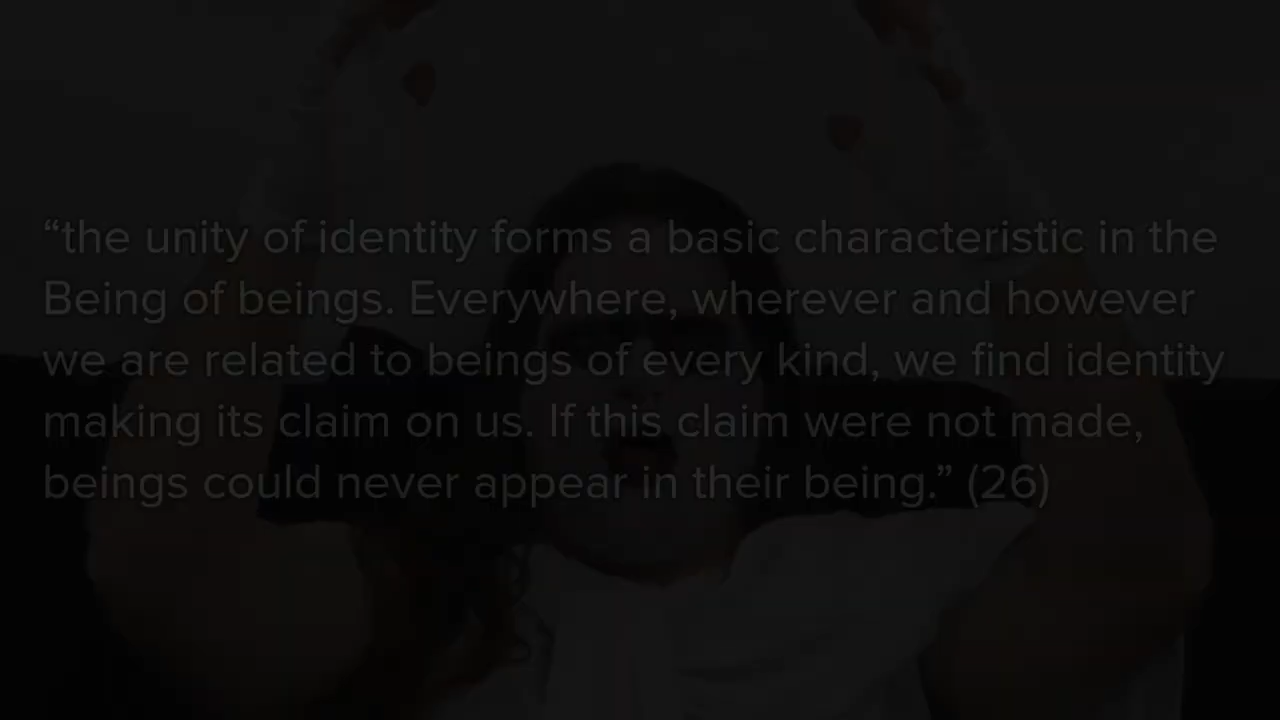 “the unity of identity forms a basic characteristic in the
Being of beings. Everywhere, wherever and however
we are related to beings of every kind, we find identity
making its claim on us. If this claim were not made,
beings could never appear in their being.” (26)